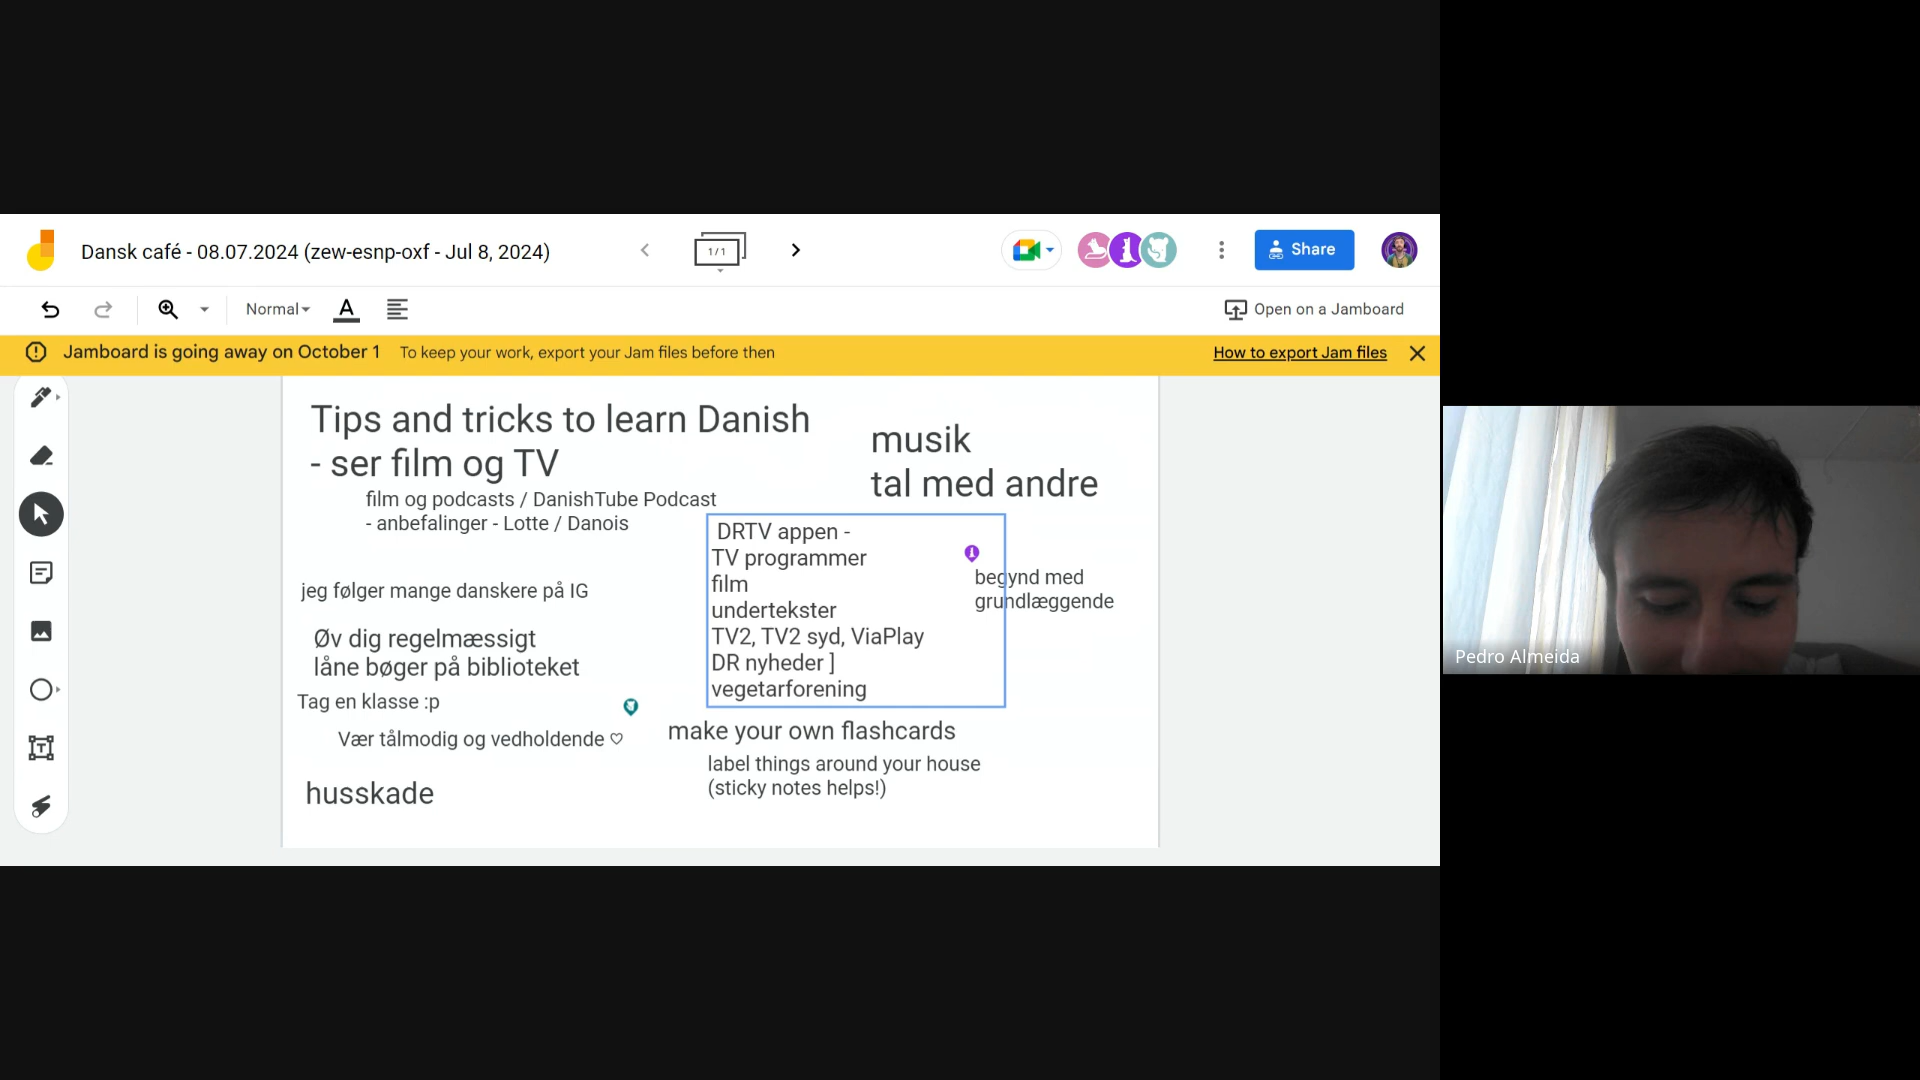 Dansk café - 08.07.2024 (zew-esnp-oxf - Jul 8, 2024)
1/1
Share
Normal
A
Open on a Jamboard
Jamboard is going away on October 1 To keep your work, export your Jam files before then
How to export Jam files
Tips and tricks to learn Danish
- ser film og TV
film og podcasts / DanishTube Podcast
- anbefalinger - Lotte / Danois
musik
tal med andre
DRTV appen -
TV programmer
film
undertekster
TV2, TV2 syd, ViaPlay
DR nyheder ]
vegetarforening
begynd med
grundlæggende
jeg følger mange danskere på IG
Øv dig regelmæssigt
låne bøger på biblioteket
Tag en klasse :p
Vær tålmodig og vedholdende ♡
husskade
make your own flashcards
label things around your house
(sticky notes helps!)
Pedro Almeida